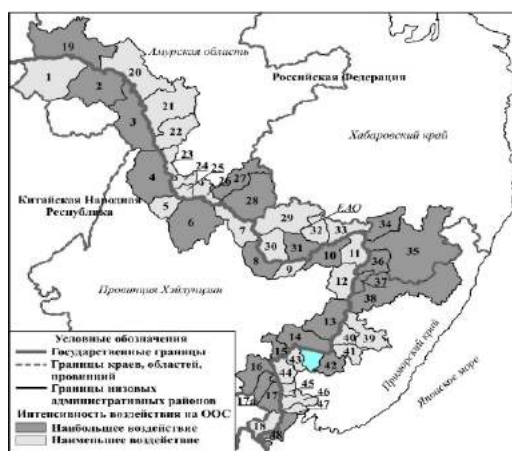 19
Амурская область
20
1
2
Российская Федерация
21
3
22
Хабаровский край
23
24
25
4
26
27
Китайская Народная
Республика
5
28
29
ЕАО
6
7
32
33
34
30
31
35
8
10
11
9
36
Провинция Хэйлунцзян
12
37
38
13
Приморский край
Японское море
14
40
39
15
41
43
42
16
44
45
17
46
47
18
48
Условные обозначения
Государственные границы
Границы краев, областей,
провинций
Границы низовых
административных районов
Интенсивность воздействия на ООС
Наибольшее воздействие
Наименьшее воздействие